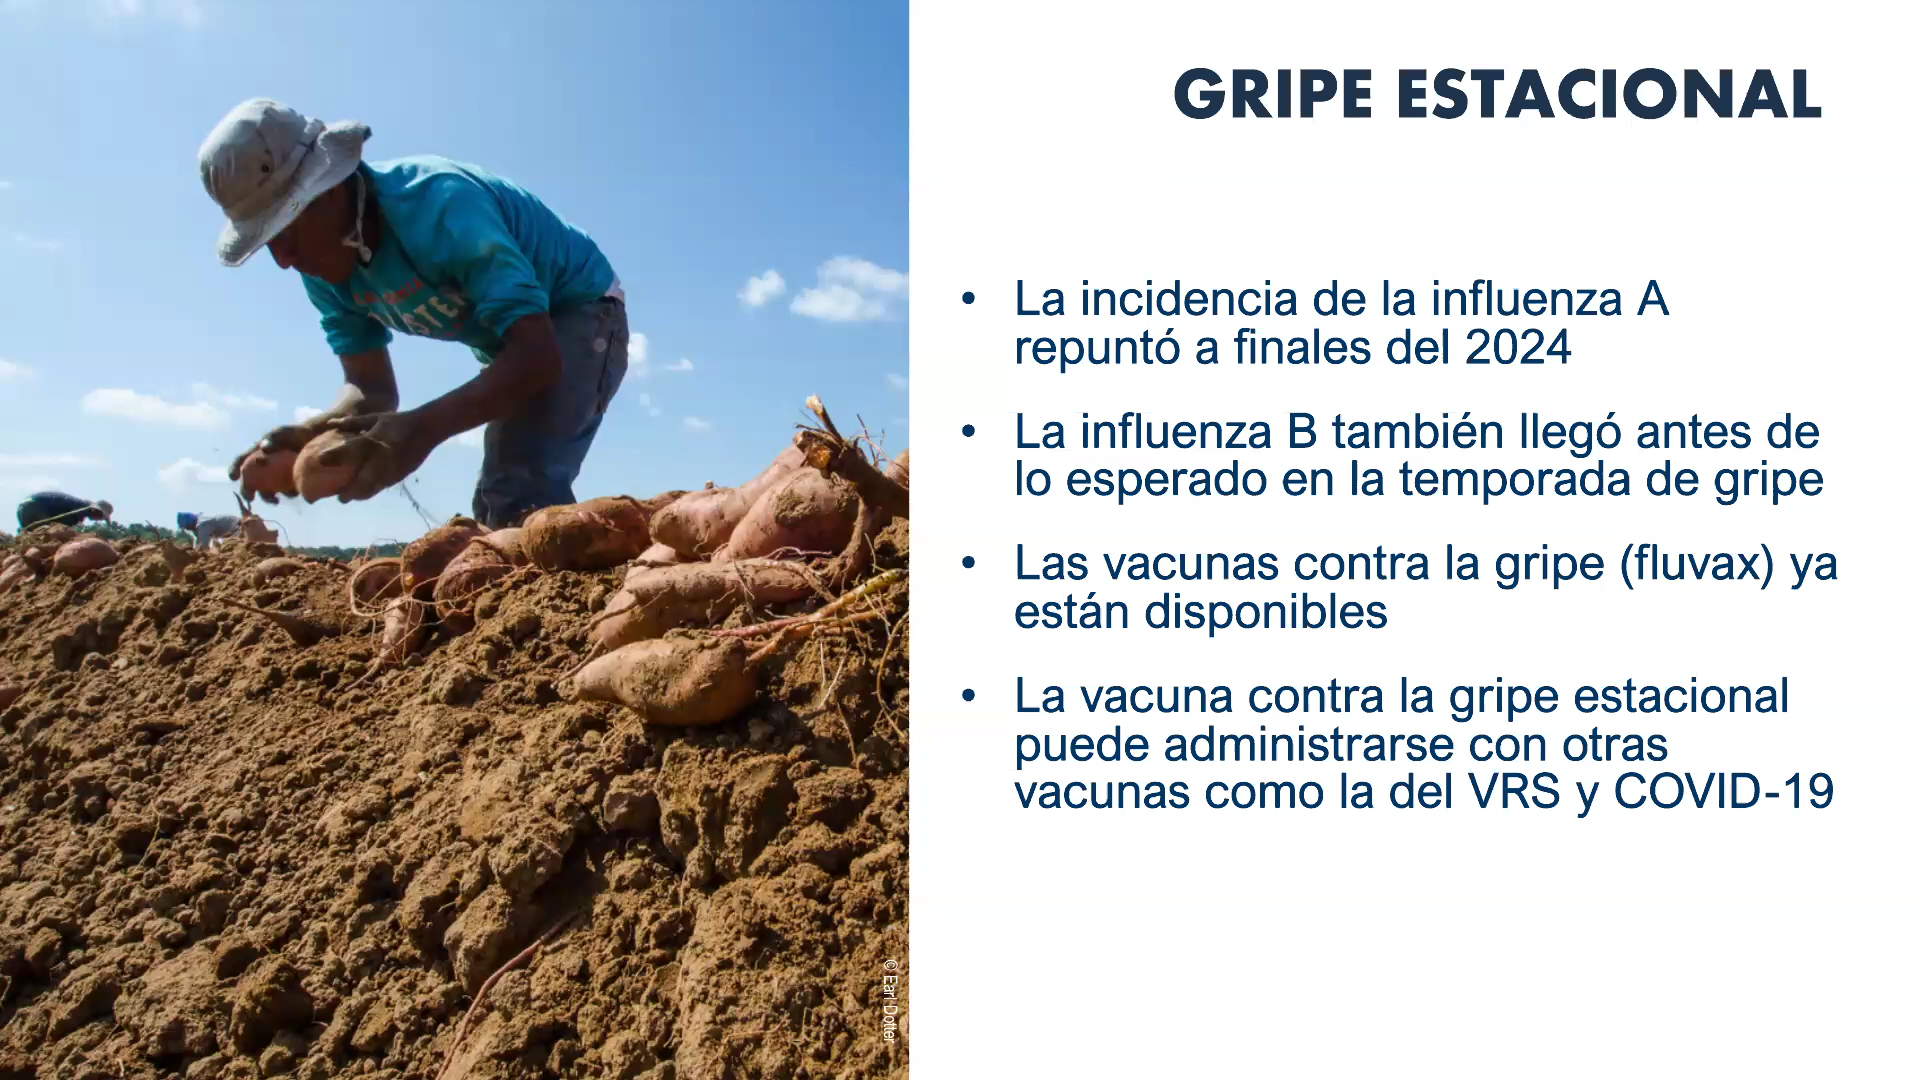 GRIPE ESTACIONAL
• La incidencia de la influenza A
repuntó a finales del 2024
• La influenza B también llegó antes de
lo esperado en la temporada de gripe
• Las vacunas contra la gripe (fluvax) ya
están disponibles
• La vacuna contra la gripe estacional
puede administrarse con otras
vacunas como la del VRS y COVID-19
© Earl Dotter